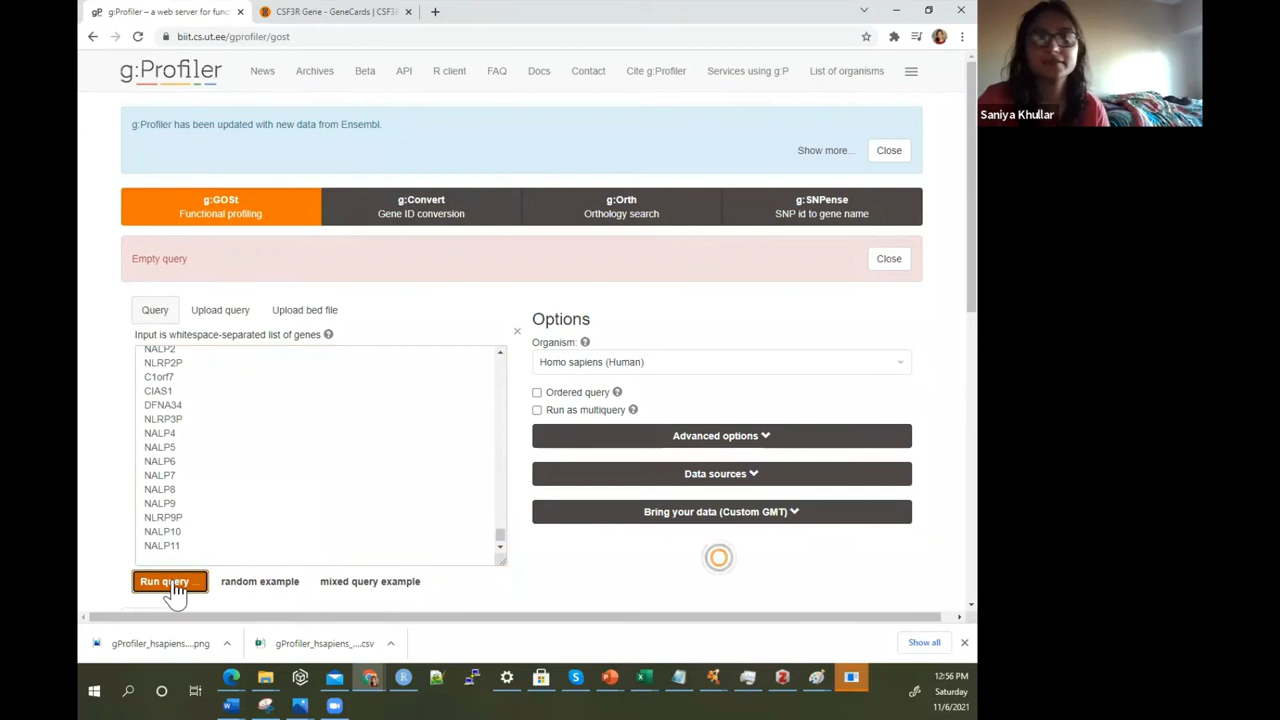 g:Profiler – a web server for func
CSF3R Gene - GeneCards | CSF3R
biit.cs.ut.ee/gprofiler/gost
g:Profiler
News
Archives
Beta
API
R client
FAQ
Docs
Contact
Cite g:Profiler
Services using g:P
List of organisms
Saniya Khullar
g:Profiler has been updated with new data from Ensembl.
Show more...
Close
g:GOSt
Functional profiling
g:Convert
Gene ID conversion
g:Orth
Orthology search
g:SNPense
SNP id to gene name
Empty query
Close
Query
Upload query
Upload bed file
Input is whitespace-separated list of genes
NALP2
NLRP2P
C1orf7
CIAS1
DFNA34
NLRP3P
NALP4
NALP5
NALP6
NALP7
NALP8
NALP9
NLRP9P
NALP10
NALP11
Options
Organism:
Homo sapiens (Human)
Ordered query
Run as multiquery
Advanced options
Data sources
Bring your data (Custom GMT)
Run query ...
random example
mixed query example
gProfiler_hsapiens....png
gProfiler_hsapiens_....csv
Show all
12:56 PM
Saturday
11/6/2021